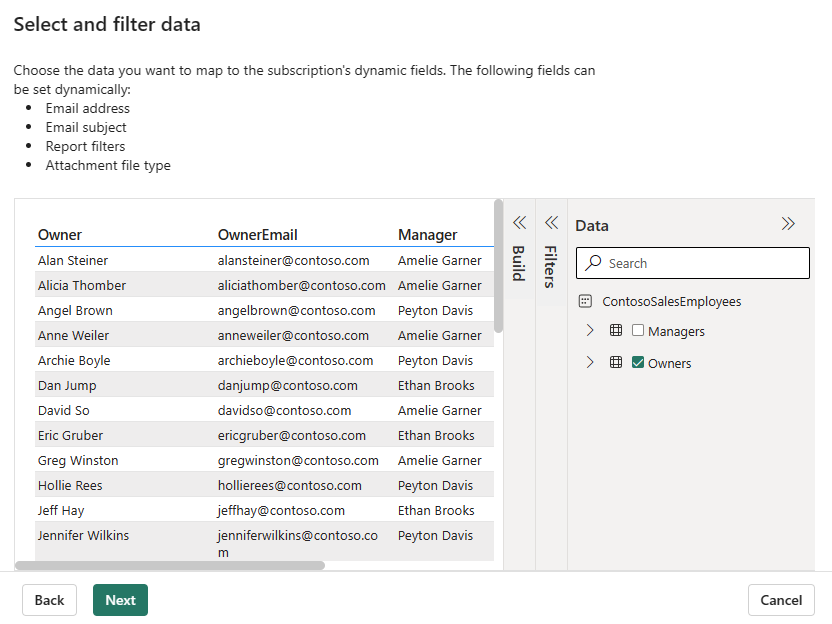 Select and filter data
Choose the data you want to map to the subscription's dynamic fields. The following fields can
be set dynamically:
• Email address
• Email subject
• Report filters
• Attachment file type
Owner OwnerEmail Manager
Alan Steiner alansteiner@contoso.com Amelie Garner
Alicia Thomber aliciathomber@contoso.com Amelie Garner
Angel Brown angelbrown@contoso.com Peyton Davis
Anne Weiler anneweiler@contoso.com Amelie Garner
Archie Boyle archieboyle@contoso.com Peyton Davis
Dan Jump danjump@contoso.com Ethan Brooks
David So davidso@contoso.com Amelie Garner
Eric Gruber ericgruber@contoso.com Ethan Brooks
Greg Winston gregwinston@contoso.com Amelie Garner
Hollie Rees hollierees@contoso.com Peyton Davis
Jeff Hay jeffhay@contoso.com Ethan Brooks
Jennifer Wilkins jenniferwilkins@contoso.co Peyton Davis
m
Build
Filters
Data
Search
ContosoSalesEmployees
Managers
Owners
Back Next Cancel